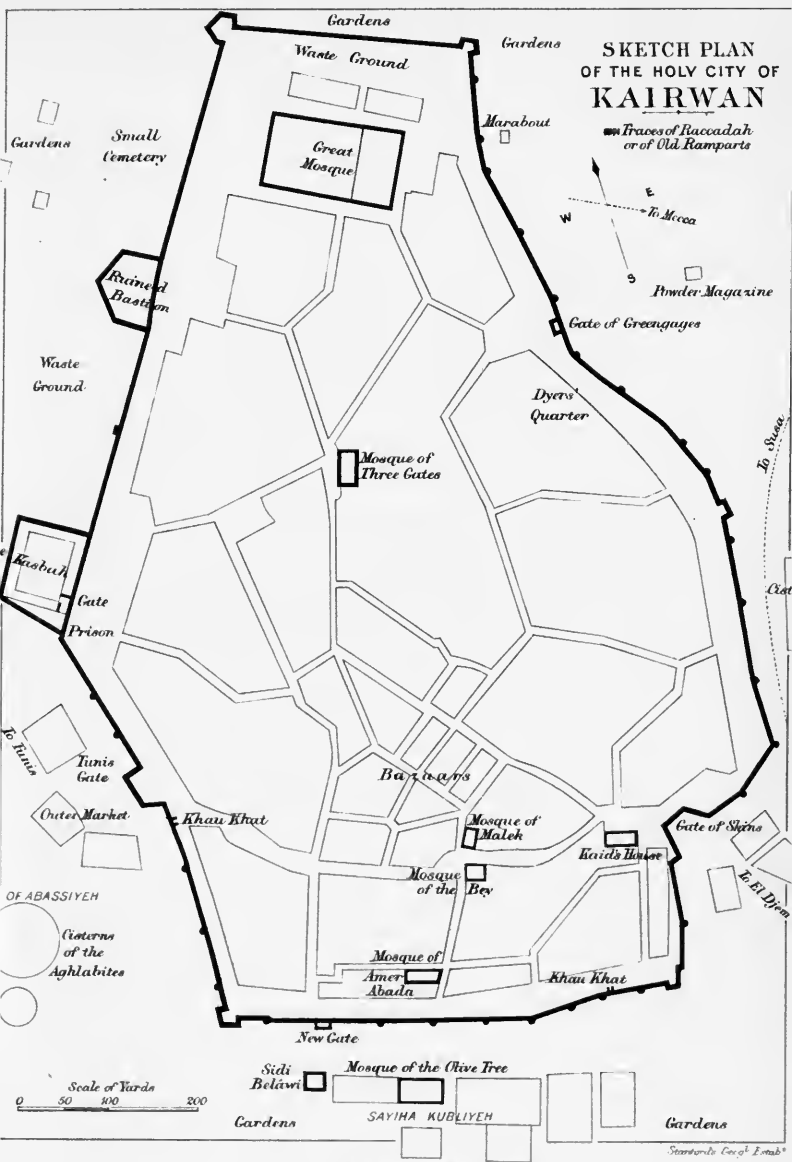 Gardens
Gardens
Waste Ground
SKETCH PLAN
OF THE HOLY CITY OF
KAIRWAN
Traces of Raccadah
or of Old Ramparts
Marabout
Gardens
Small
Cemetery
Great
Mosque
E
W
To Mecca
S
Ruined
Bastion
Powder Magazine
Gate of Greengages
Waste
Ground
Dyers'
Quarter
To Susa
Mosque of
Three Gates
Kasbah
Gate
Prison
Cist
To Tunis
Tunis
Gate
Bazaars
Outer Market
Khau Khat
Mosque of
Malek
Gate of Skins
Kaid's House
Mosque
of the Bey
To El Djem
OF ABASSIYEH
Cisterns
of the
Aghlabites
Mosque of
Amer
Abada
Khau Khat
New Gate
Sidi
Belawi
Mosque of the Olive Tree
Scale of Yards
0 50 100 200
SAYIHA KUBLIYEH
Gardens
Gardens
Stanford's Geogl. Estabt.